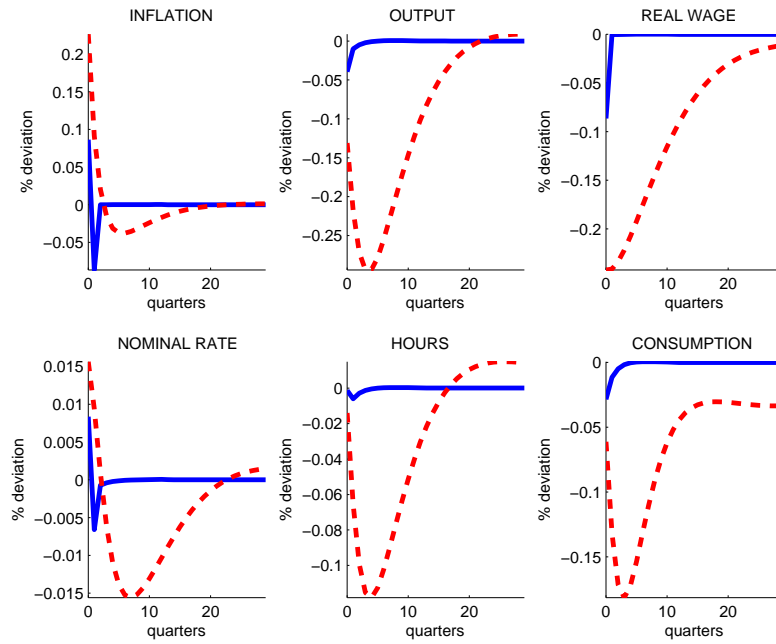 INFLATION
0.2
0.15
0.1
0.05
0
−0.05
% deviation
0
10
20
quarters
OUTPUT
0
−0.05
−0.1
−0.15
−0.2
−0.25
% deviation
0
20
quarters
REAL WAGE
0
−0.05
−0.1
−0.15
−0.2
% deviation
0
10
20
quarters
NOMINAL RATE
0.015
0.01
0.005
0
−0.005
−0.01
−0.015
% deviation
0
10
20
quarters
HOURS
0
−0.02
−0.04
−0.06
−0.08
−0.1
% deviation
0
20
quarters
CONSUMPTION
0
−0.05
−0.1
−0.15
% deviation
0
10
20
quarters